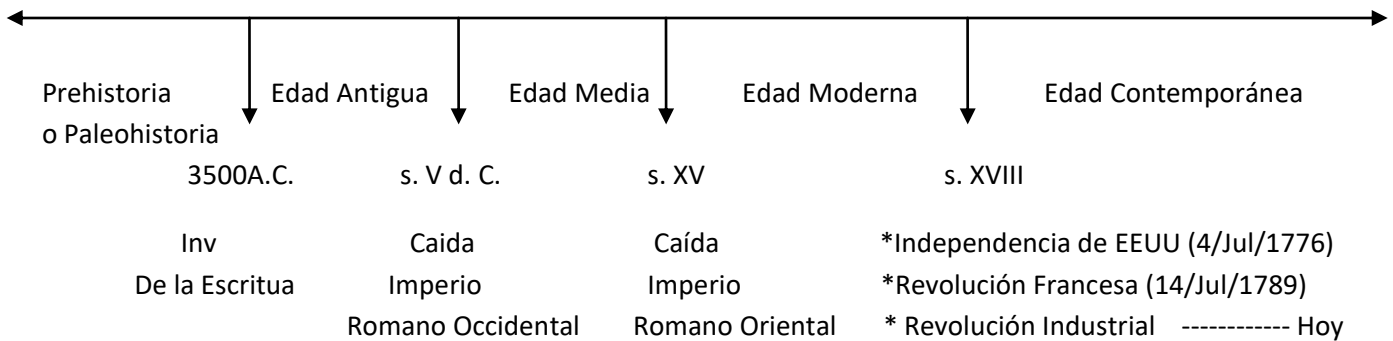 Prehistoria Edad Antigua Edad Media Edad Moderna Edad Contemporánea
o Paleohistoria
3500A.C. s. V d. C. s. XV s. XVIII
Inv Caida Caída *Independencia de EEUU (4/Jul/1776)
De la Escritua Imperio Imperio *Revolución Francesa (14/Jul/1789)
Romano Occidental Romano Oriental * Revolución Industrial ------------ Hoy